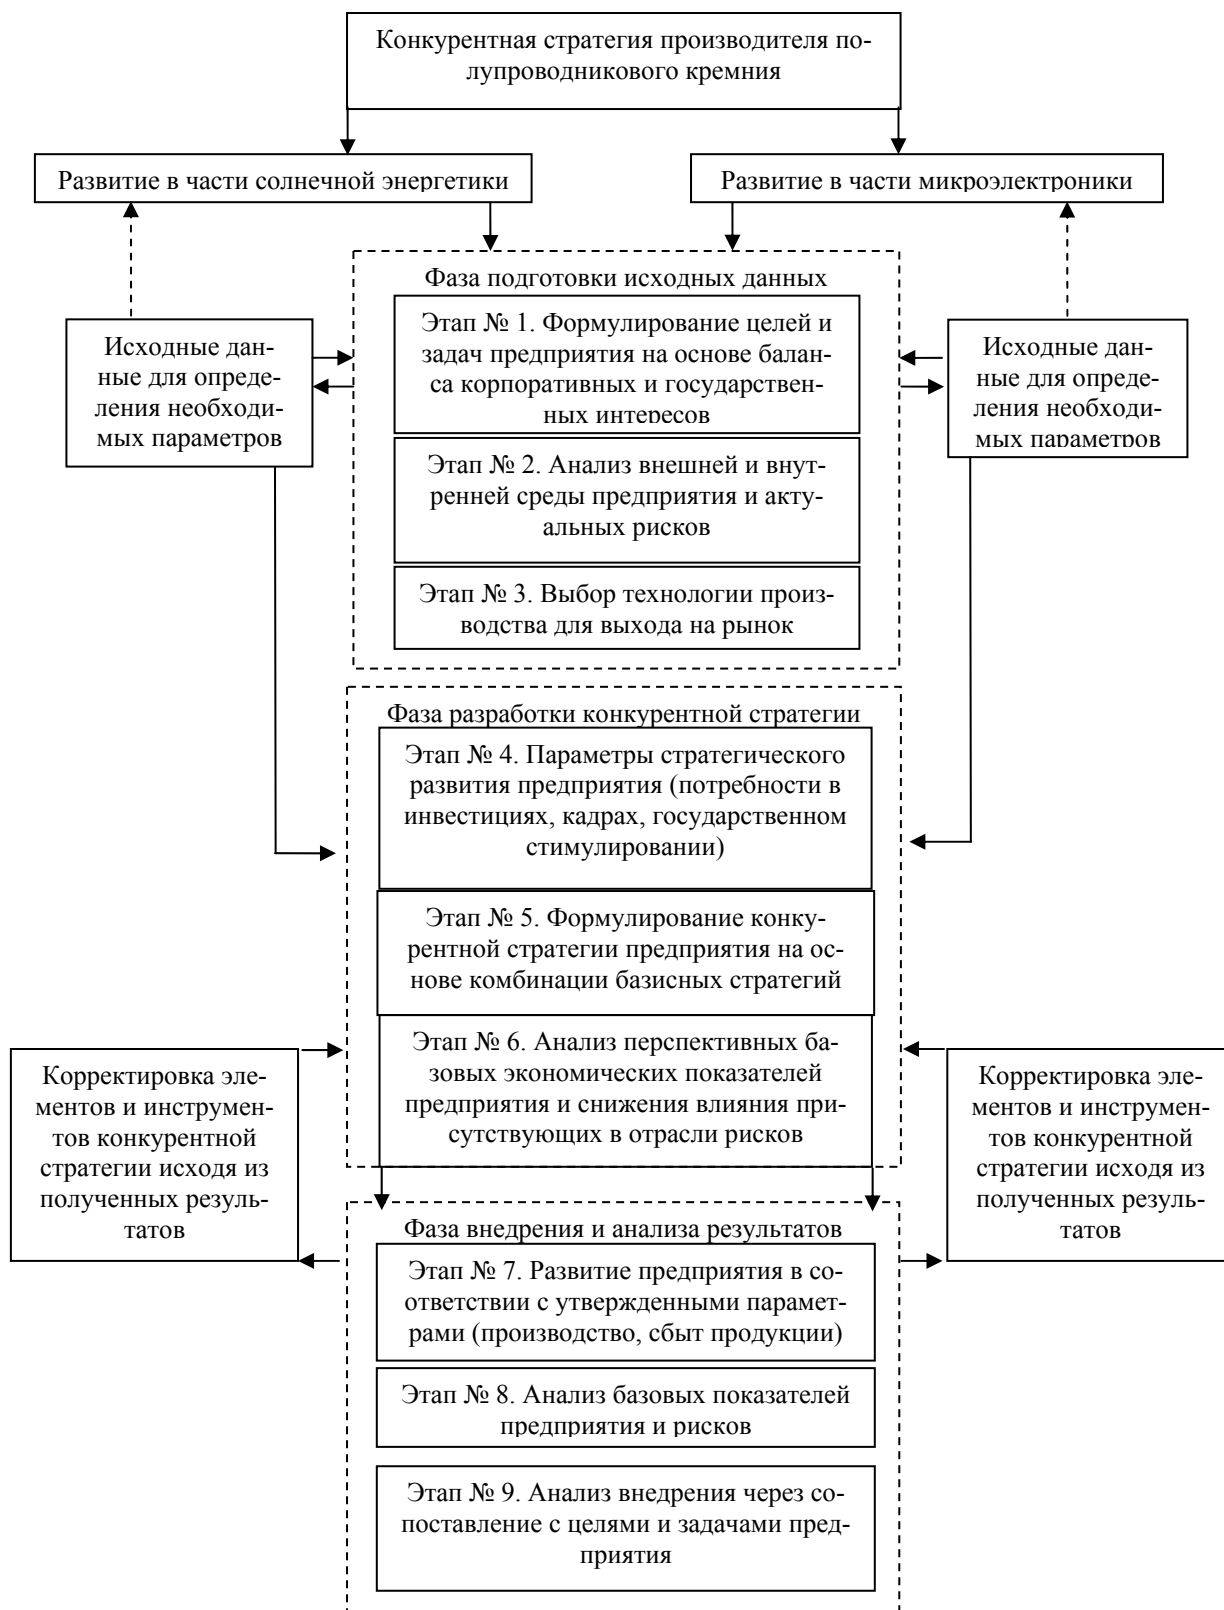 Конкурентная стратегия производителя по-
лупроводникового кремния
Развитие в части солнечной энергетики
Развитие в части микроэлектроники
Фаза подготовки исходных данных
Исходные дан-
ные для опреде-
ления необходи-
мых параметров
Этап № 1. Формулирование целей и
задач предприятия на основе балан-
са корпоративных и государствен-
ных интересов
Исходные дан-
ные для опреде-
ления необходи-
мых параметров
Этап № 2. Анализ внешней и внут-
ренней среды предприятия и акту-
альных рисков
Этап № 3. Выбор технологии произ-
водства для выхода на рынок
Фаза разработки конкурентной стратегии
Этап № 4. Параметры стратегического
развития предприятия (потребности в
инвестициях, кадрах, государственном
стимулировании)
Этап № 5. Формулирование конку-
рентной стратегии предприятия на ос-
нове комбинации базисных стратегий
Этап № 6. Анализ перспективных ба-
зовых экономических показателей
предприятия и снижения влияния при-
сутствующих в отрасли рисков
Корректировка эле-
ментов и инструмен-
тов конкурентной
стратегии исходя из
полученных резуль-
татов
Корректировка эле-
ментов и инструмен-
тов конкурентной
стратегии исходя из
полученных резуль-
татов
Фаза внедрения и анализа результатов
Этап № 7. Развитие предприятия в со-
ответствии с утвержденными парамет-
рами (производство, сбыт продукции)
Этап № 8. Анализ базовых показателей
предприятия и рисков
Этап № 9. Анализ внедрения через со-
поставление с целями и задачами пред-
приятия